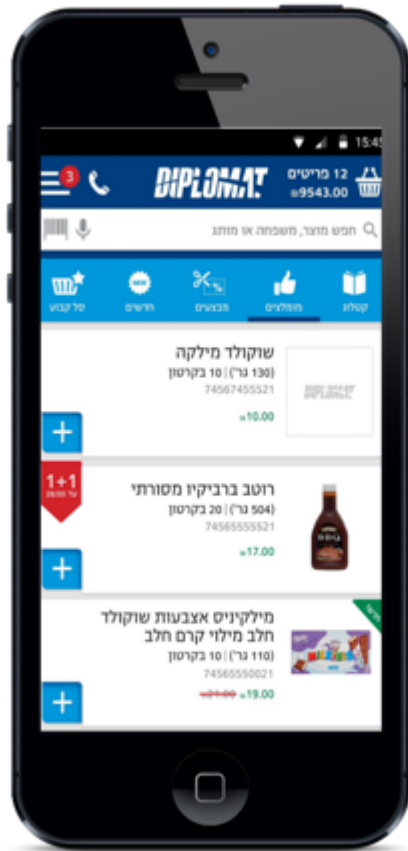 15:45
12 פריטים
₪9543.00
DIPLOMAT
3
חפש מוצר, משפחה או מותג
קטלוג
מומלצים
מבצעים
NEW
חדשים
סל קבוע
שוקולד מילקה
(130 גר') | 10 בקרטון
74567455521
₪10.00
DIPLOMAT
1+1
רוטב ברביקיו מסורתי
(504 גר') | 20 בקרטון
74565555521
₪17.00
BBQ
מילקיניס אצבעות שוקולד
חלב מילוי קרם חלב
(110 גר') | 10 בקרטון
74565550021
₪21.00 ₪19.00